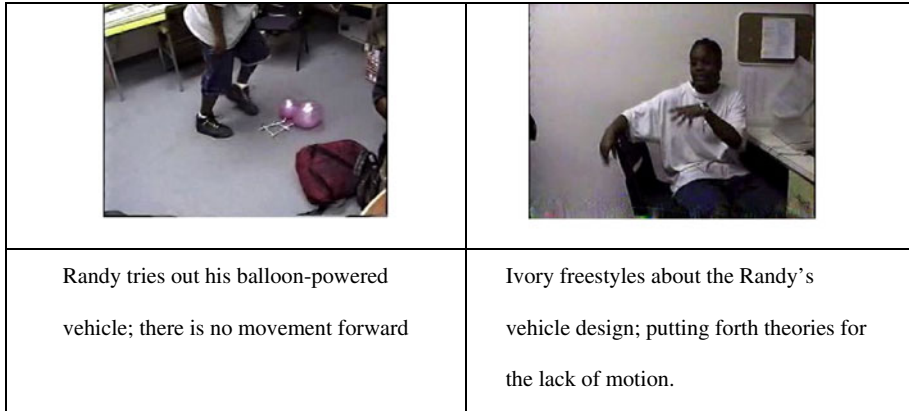 Randy tries out his balloon-powered
vehicle; there is no movement forward
Ivory freestyles about the Randy’s
vehicle design; putting forth theories for
the lack of motion.